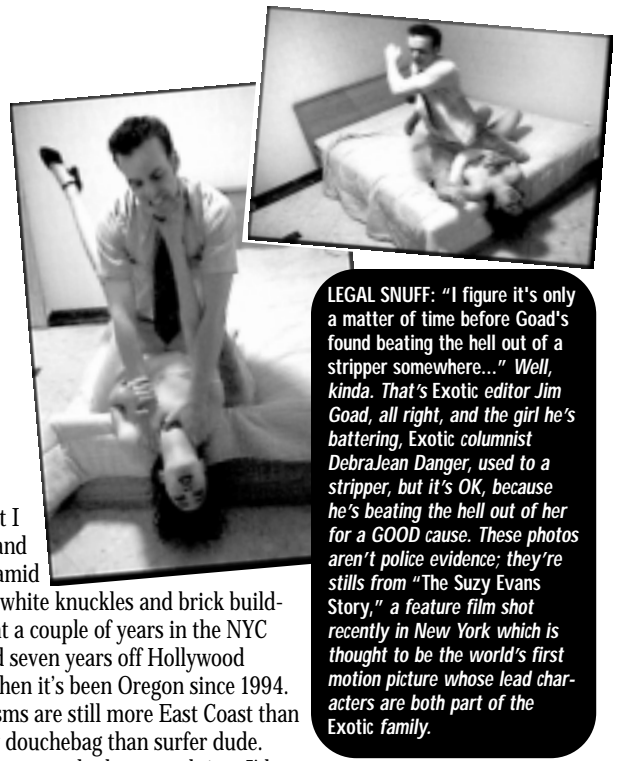 LEGAL SNUFF: “I figure it's only
a matter of time before Goad's
found beating the hell out of a
stripper somewhere...” Well,
kinda. That’s Exotic editor Jim
Goad, all right, and the girl he’s
battering, Exotic columnist
DebraJean Danger, used to a
stripper, but it’s OK, because
he’s beating the hell out of her
for a GOOD cause. These photos
aren’t police evidence; they’re
stills from “The Suzy Evans
Story,” a feature film shot
recently in New York which is
thought to be the world’s first
motion picture whose lead char-
acters are both part of the
Exotic family.
t I
and
amid
white knuckles and brick build-
t a couple of years in the NYC
d seven years off Hollywood
hen it’s been Oregon since 1994.
sms are still more East Coast than
douchebag than surfer dude.